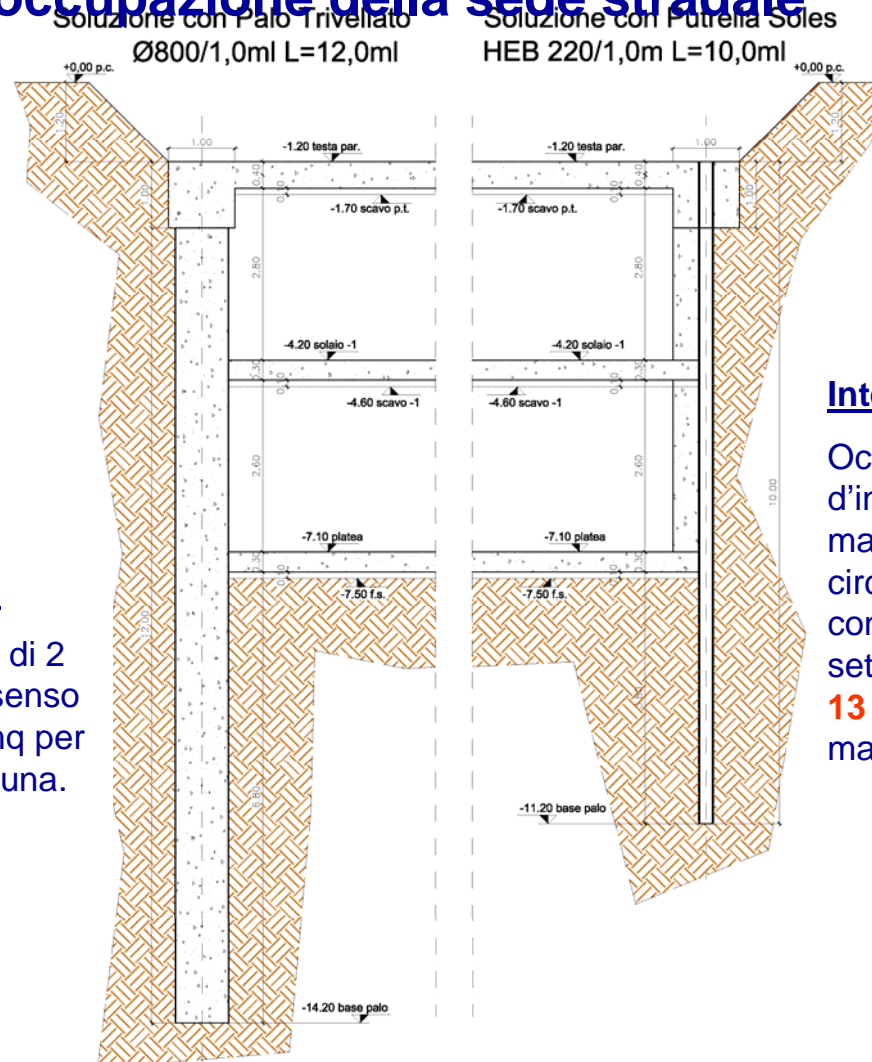 occupazione della sede stradale
Soluzione con Palo Trivellato
Ø800/1,0ml L=12,0ml
Soluzione con Putrella Soles
HEB 220/1,0m L=10,0ml
+0,00 p.c.
+0,00 p.c.
1.20
1.20
1.00
1.00
-1.20 testa par.
-1.20 testa par.
1.00
0.40
0.40
1.00
0.10
0.10
-1.70 scavo p.t.
-1.70 scavo p.t.
2.80
2.80
-4.20 solaio -1
-4.20 solaio -1
0.30
0.30
0.10
0.10
-4.60 scavo -1
-4.60 scavo -1
2.60
2.60
10.00
-7.10 platea
-7.10 platea
0.30
0.30
0.10
0.10
-7.50 f.s.
-7.50 f.s.
12.00
6.80
-11.20 base palo
-14.20 base palo
di 2
senso
nq per
una.
Inte
Oc
d'in
ma
circ
cor
set
13
ma